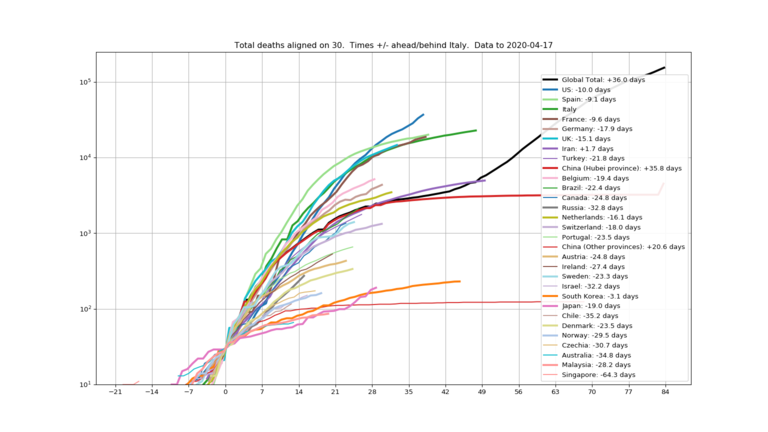 Total deaths aligned on 30. Times +/- ahead/behind Italy. Data to 2020-04-17
10⁵
10⁴
10³
10²
10¹
Global Total: +36.0 days
US: -10.0 days
Spain: -9.1 days
Italy
France: -9.6 days
Germany: -17.9 days
UK: -15.1 days
Iran: +1.7 days
Turkey: -21.8 days
China (Hubei province): +35.8 days
Belgium: -19.4 days
Brazil: -22.4 days
Canada: -24.8 days
Russia: -32.8 days
Netherlands: -16.1 days
Switzerland: -18.0 days
Portugal: -23.5 days
China (Other provinces): +20.6 days
Austria: -24.8 days
Ireland: -27.4 days
Sweden: -23.3 days
Israel: -32.2 days
South Korea: -3.1 days
Japan: -19.0 days
Chile: -35.2 days
Denmark: -23.5 days
Norway: -29.5 days
Czechia: -30.7 days
Australia: -34.8 days
Malaysia: -28.2 days
Singapore: -64.3 days
−21 −14 −7 0 7 14 21 28 35 42 49 56 63 70 77 84